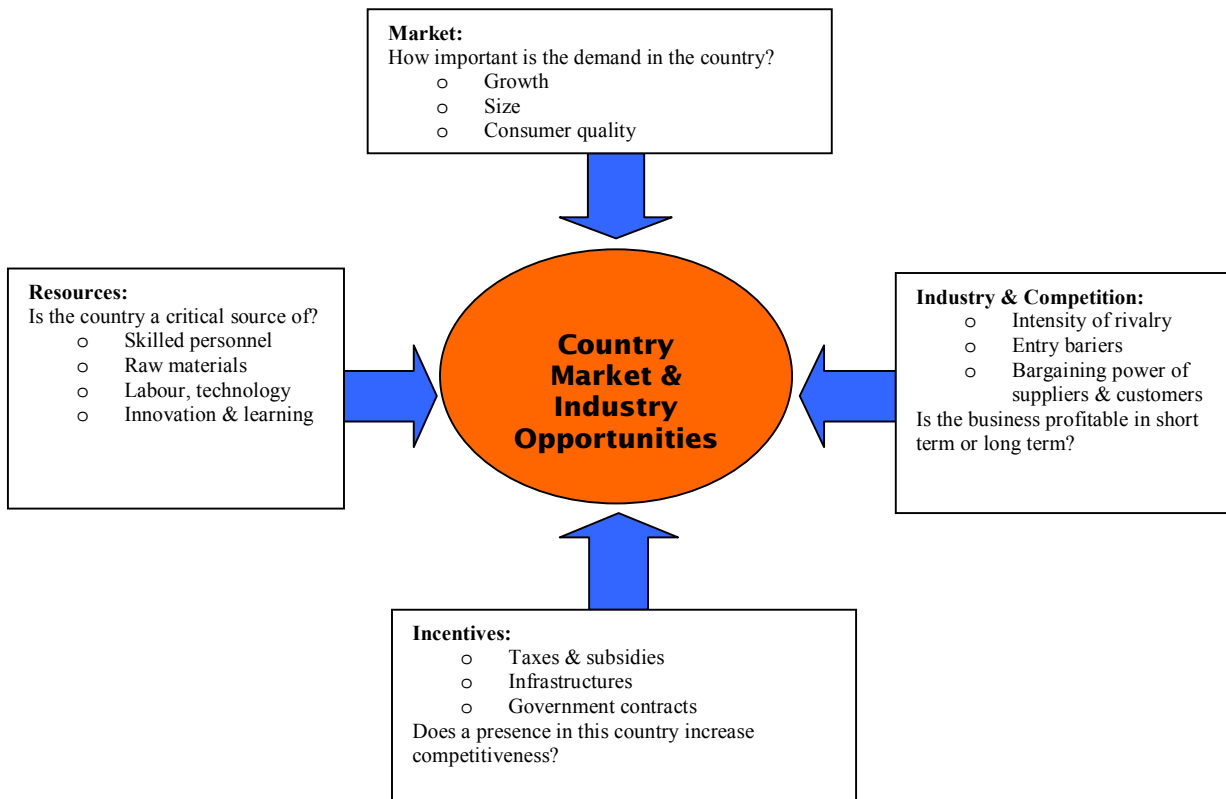 Market:
How important is the demand in the country?
o Growth
o Size
o Consumer quality
Resources:
Is the country a critical source of?
o Skilled personnel
o Raw materials
o Labour, technology
o Innovation & learning
Country
Market &
Industry
Opportunities
Industry & Competition:
o Intensity of rivalry
o Entry bariers
o Bargaining power of
suppliers & customers
Is the business profitable in short
term or long term?
Incentives:
o Taxes & subsidies
o Infrastructures
o Government contracts
Does a presence in this country increase
competitiveness?